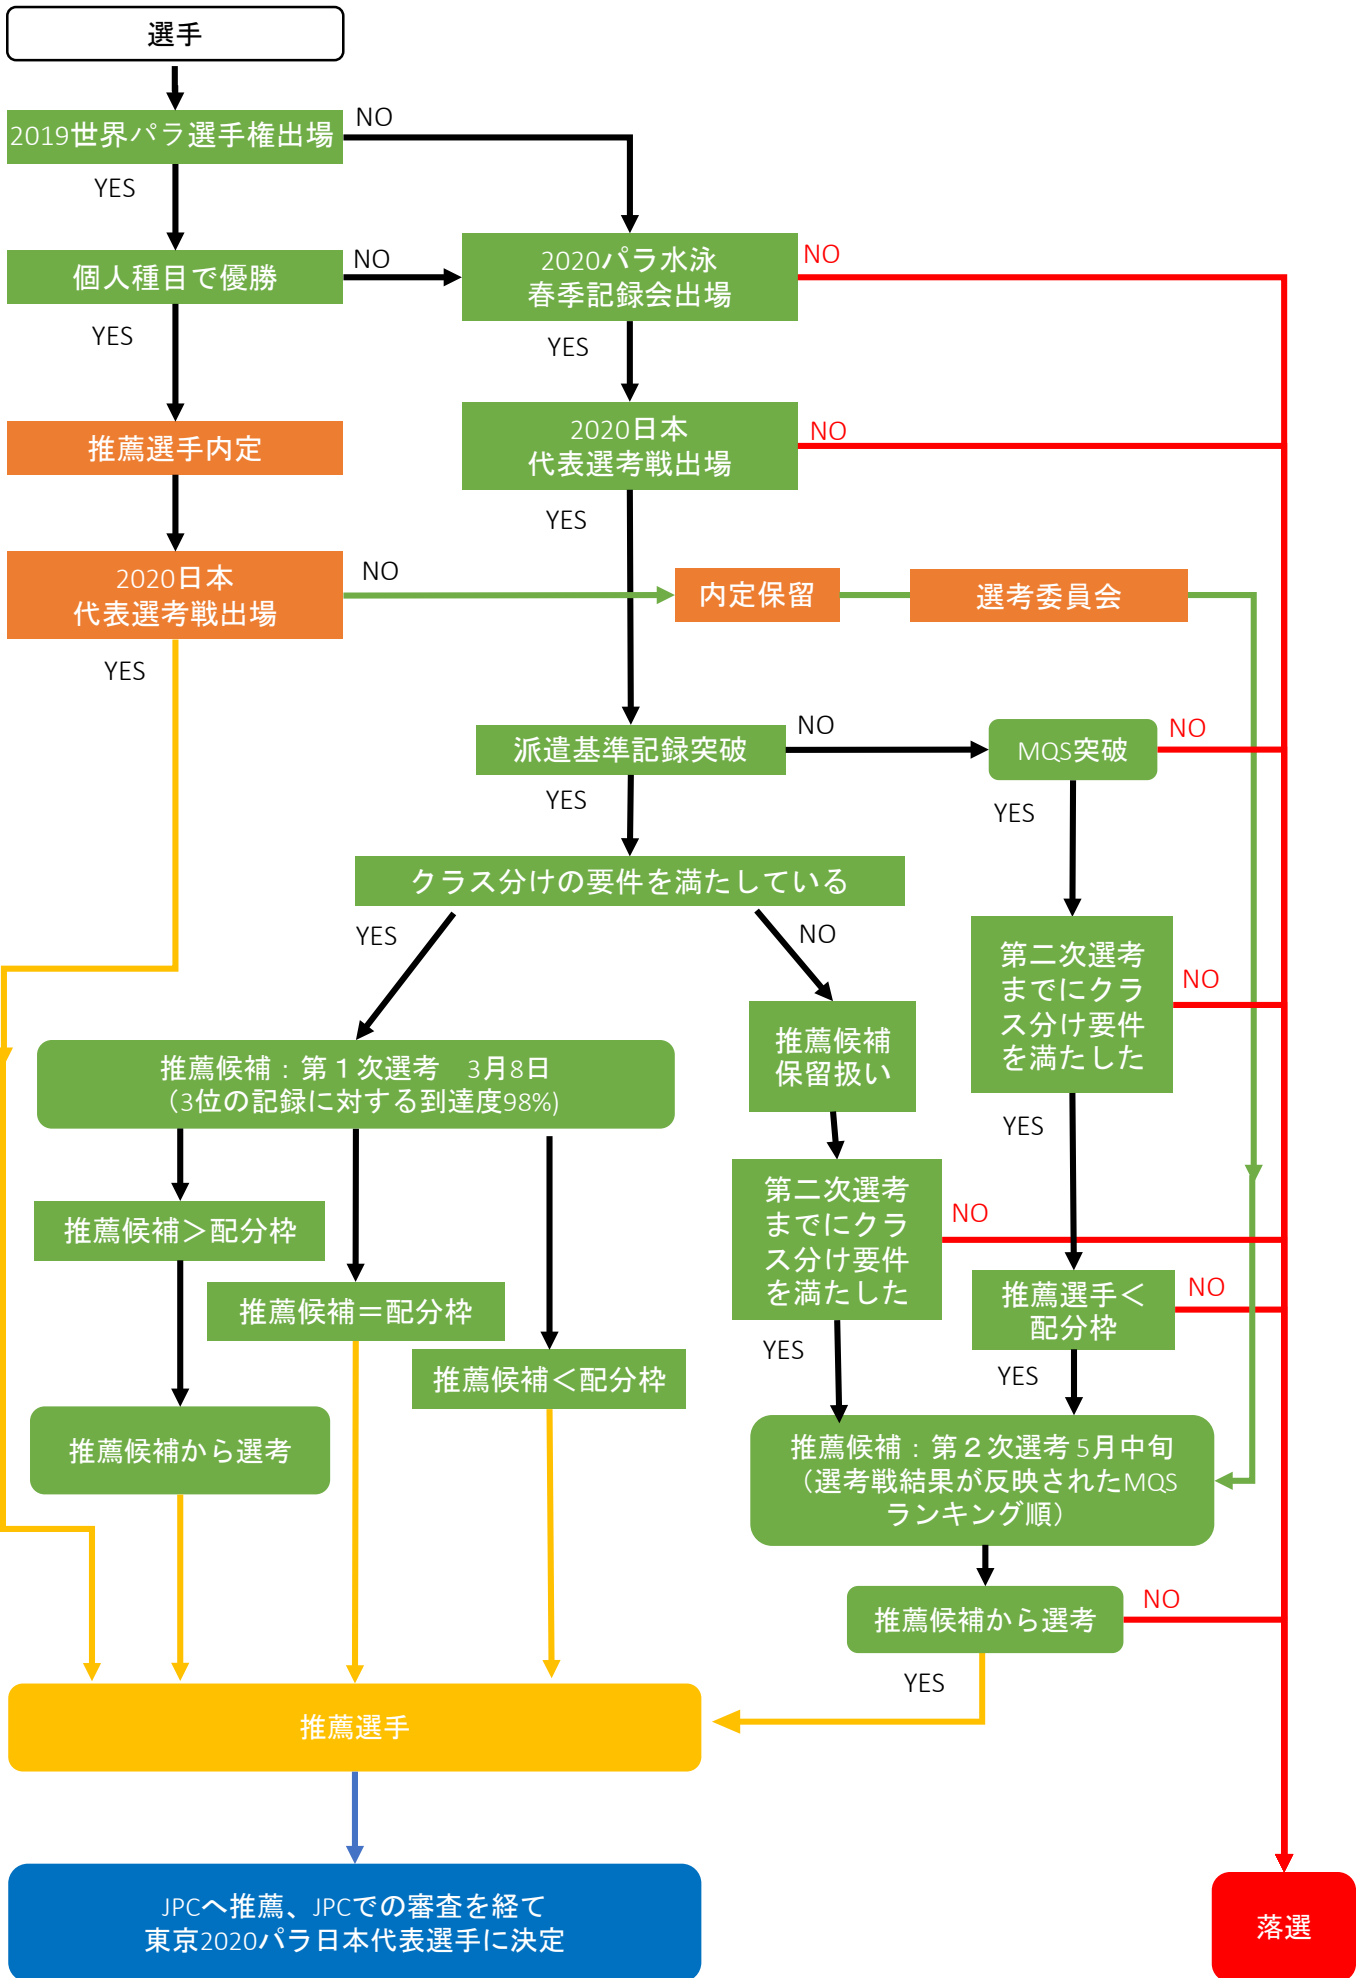 選手
2019世界パラ選手権出場
NO
YES
個人種目で優勝
NO
YES
2020パラ水泳
春季記録会出場
NO
YES
推薦選手内定
2020日本
代表選考戦出場
NO
YES
2020日本
代表選考戦出場
NO
YES
内定保留
選考委員会
派遣基準記録突破
NO
YES
MQS突破
NO
YES
クラス分けの要件を満たしている
YES
NO
第二次選考
までにクラ
ス分け要件
を満たした
NO
YES
推薦候補
保留扱い
推薦候補：第１次選考　3月8日
（3位の記録に対する到達度98%)
第二次選考
までにクラ
ス分け要件
を満たした
NO
YES
推薦候補＞配分枠
推薦候補＝配分枠
推薦候補＜配分枠
推薦選手＜
配分枠
NO
YES
推薦候補から選考
推薦候補：第２次選考 5月中旬
（選考戦結果が反映されたMQS
ランキング順）
推薦候補から選考
NO
YES
推薦選手
JPCへ推薦、JPCでの審査を経て
東京2020パラ日本代表選手に決定
落選